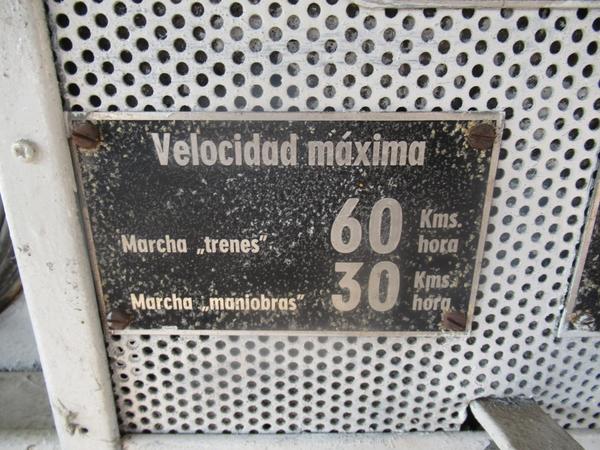 Velocidad máxima
Marcha „trenes" 60 Kms. hora
Marcha „maniobras" 30 Kms. hora